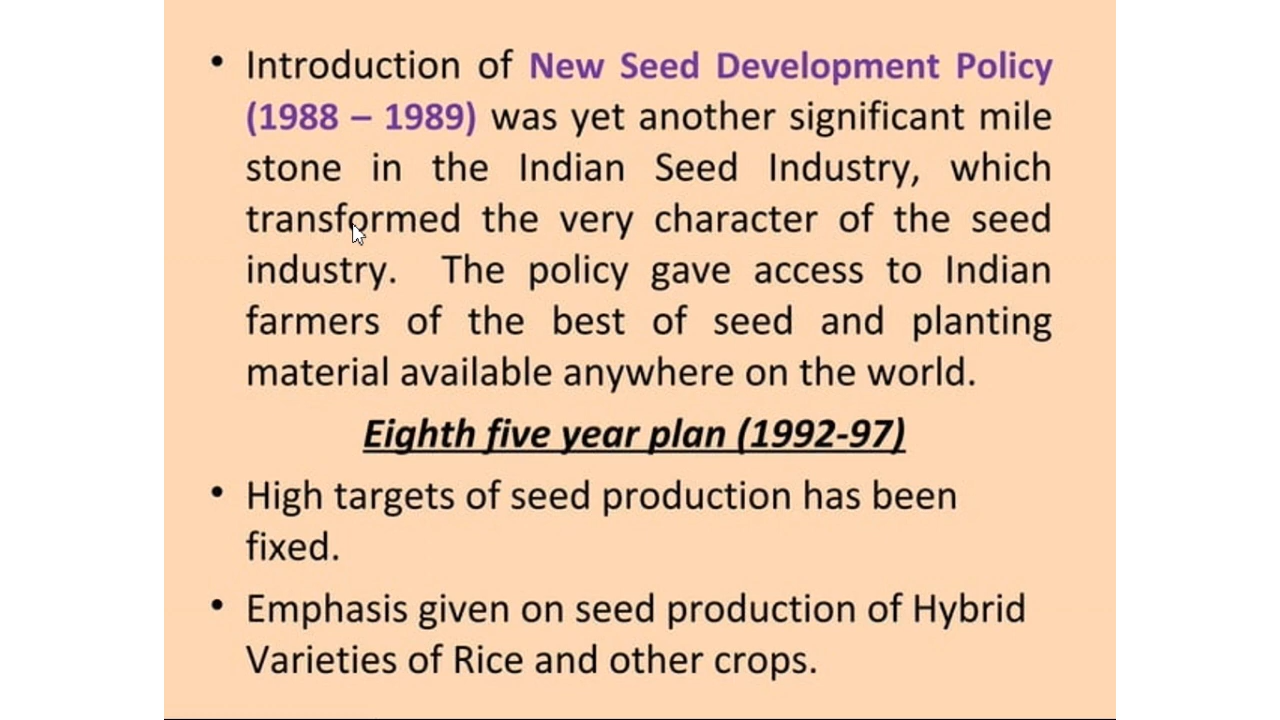 • Introduction of New Seed Development Policy
(1988 – 1989) was yet another significant mile
stone in the Indian Seed Industry, which
transformed the very character of the seed
industry. The policy gave access to Indian
farmers of the best of seed and planting
material available anywhere on the world.
Eighth five year plan (1992-97)
• High targets of seed production has been
fixed.
• Emphasis given on seed production of Hybrid
Varieties of Rice and other crops.